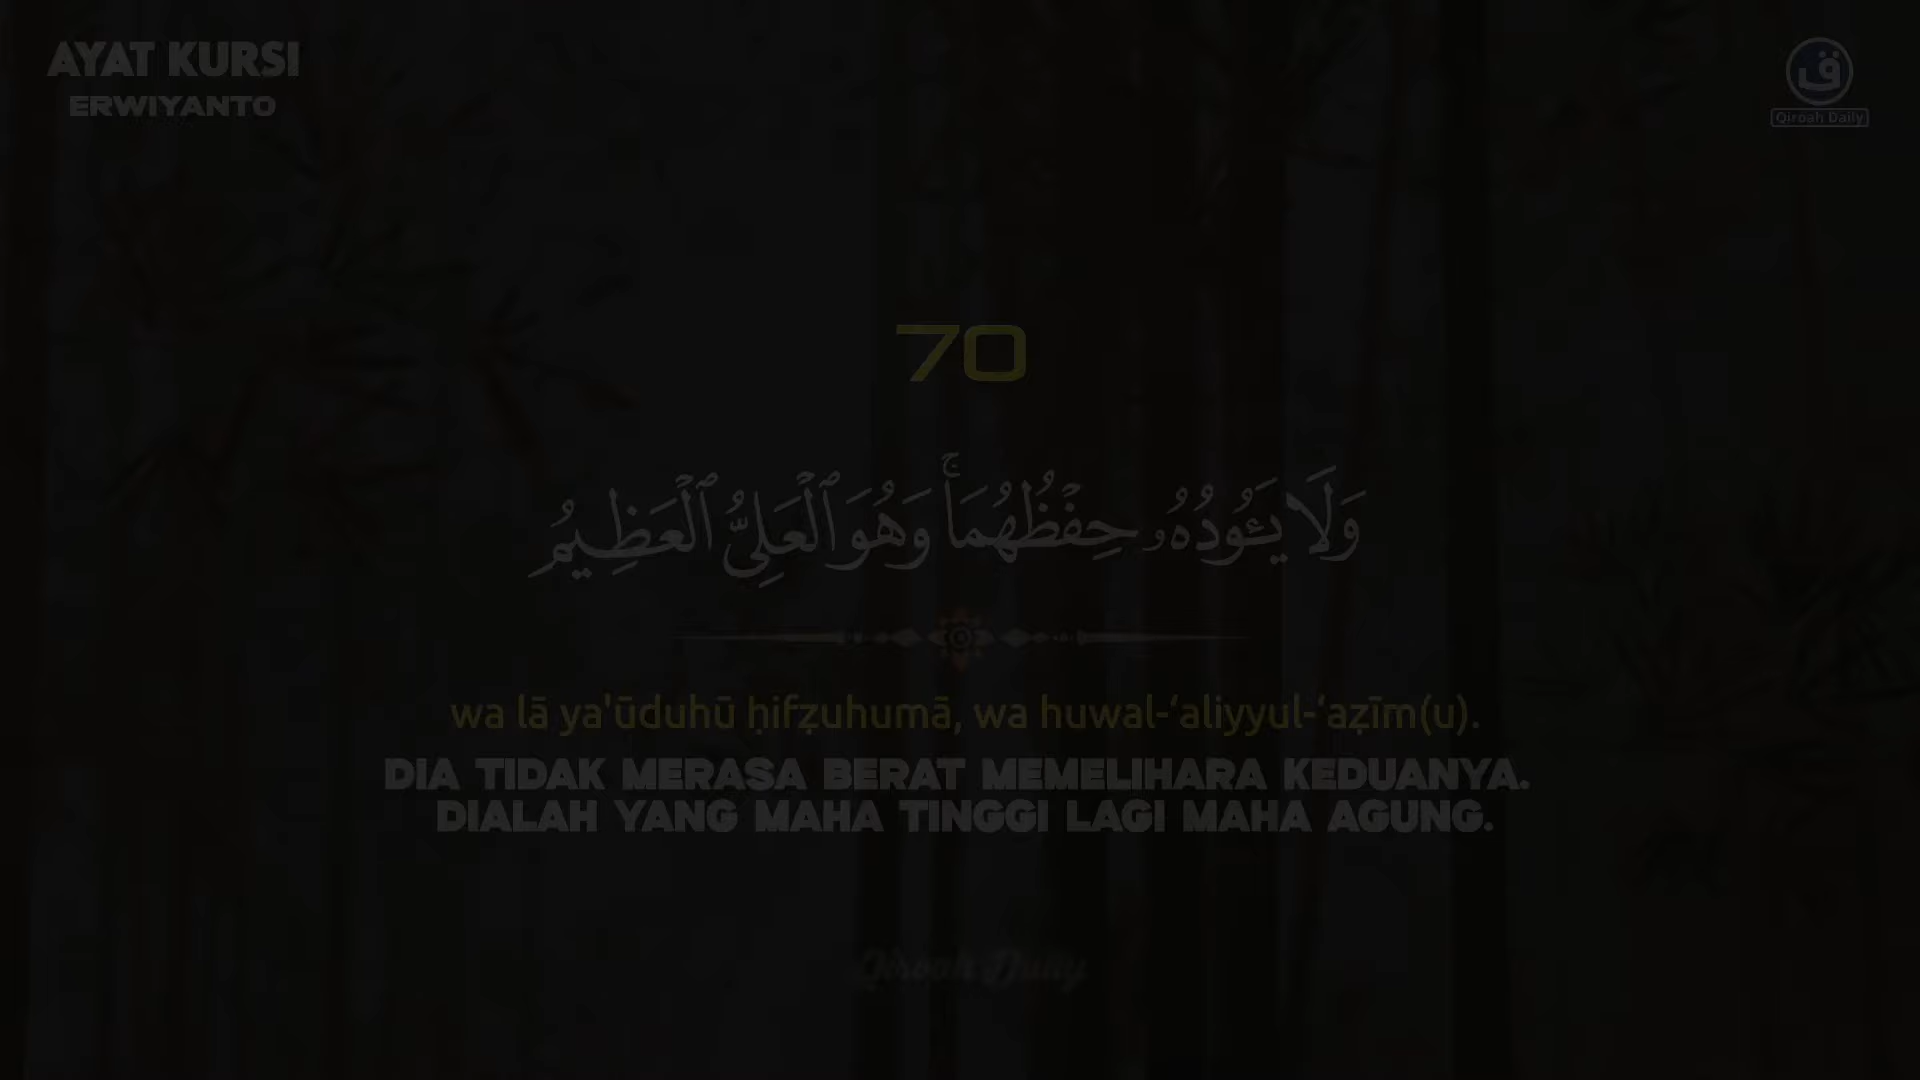 AYAT KURSI
ERWIYANTO
ق
Qiroah Daily
70
وَلَا يَـُٔودُهُۥ حِفْظُهُمَاۚ وَهُوَ ٱلْعَلِىُّ ٱلْعَظِيمُ
wa lā ya'ūduhū ḥifẓuhumā, wa huwal-‘aliyyul-‘aẓīm(u).
DIA TIDAK MERASA BERAT MEMELIHARA KEDUANYA.
DIALAH YANG MAHA TINGGI LAGI MAHA AGUNG.
Qiroah Daily